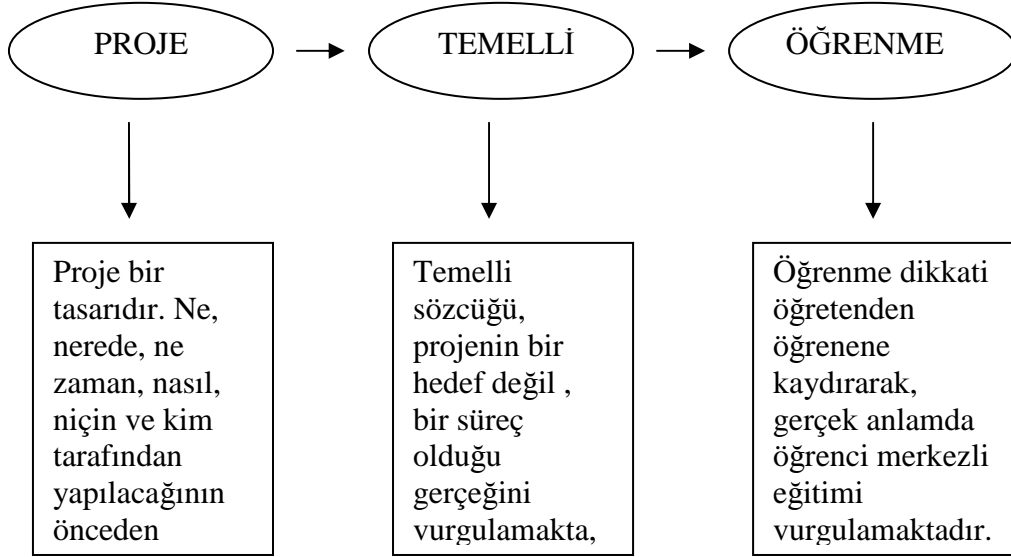 PROJE
TEMELLİ
ÖĞRENME
Proje bir
tasarıdır. Ne,
nerede, ne
zaman, nasıl,
niçin ve kim
tarafından
yapılacağının
önceden
Temelli
sözcüğü,
projenin bir
hedef değil ,
bir süreç
olduğu
gerçeğini
vurgulamakta,
Öğrenme dikkati
öğretenden
öğrenene
kaydırarak,
gerçek anlamda
öğrenci merkezli
eğitimi
vurgulamaktadır.